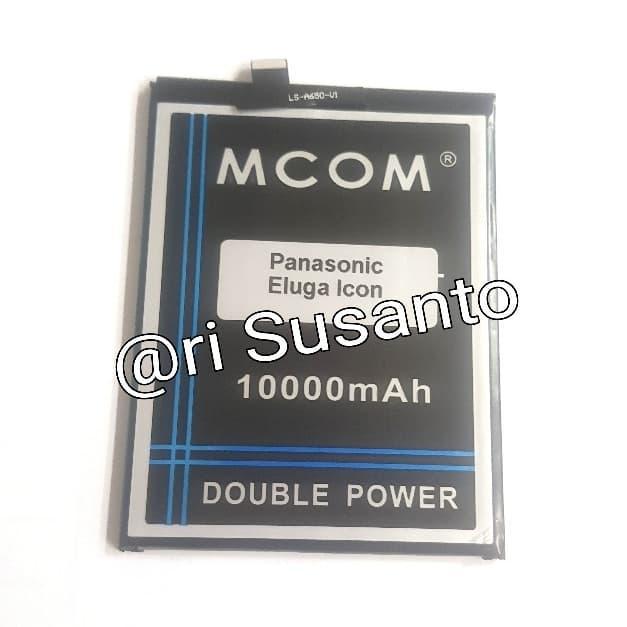 LS-A650-V1
MCOM®
Panasonic
Eluga Icon
@ri Susanto
10000mAh
DOUBLE POWER